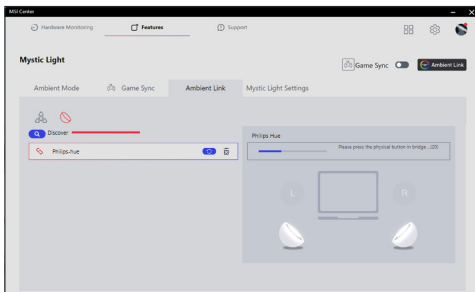 MSI Center
Hardware Monitoring
Features
Support
Mystic Light
Game Sync
Ambient Link
Ambient Mode
Game Sync
Ambient Link
Mystic Light Settings
Discover
Philips-hue
Philips Hue
Please press the physical button in bridge ...(20)
L
R